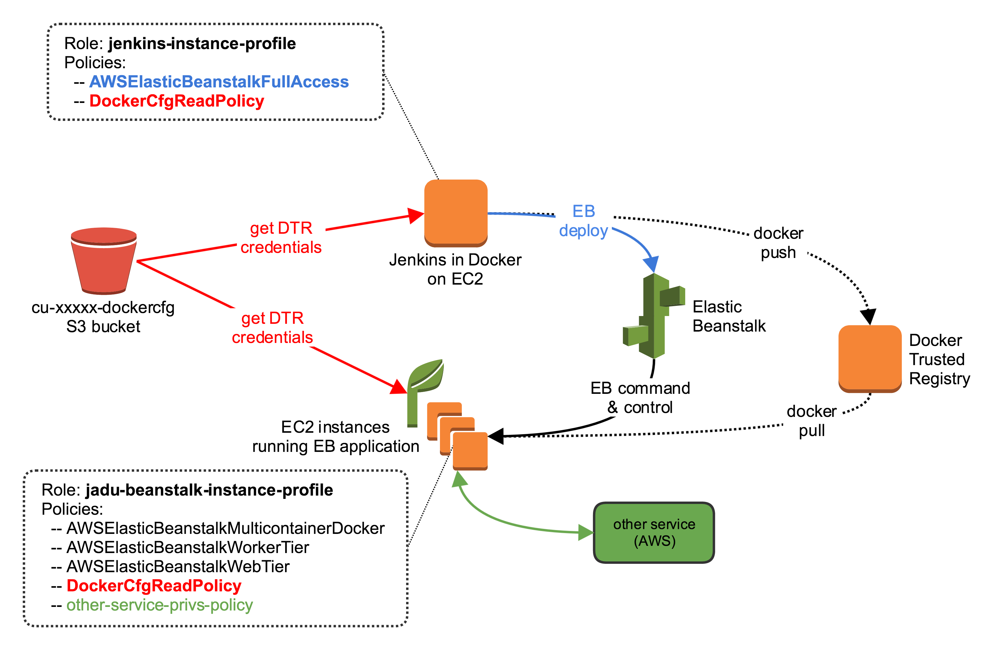 Role: jenkins-instance-profile
Policies:
-- AWSElasticBeanstalkFullAccess
-- DockerCfgReadPolicy
get DTR
credentials
EB
deploy
docker
push
Jenkins in Docker
on EC2
cu-xxxxx-dockercfg
S3 bucket
get DTR
credentials
Elastic
Beanstalk
Docker
Trusted
Registry
EB command
& control
docker
pull
EC2 instances
running EB application
Role: jadu-beanstalk-instance-profile
Policies:
-- AWSElasticBeanstalkMulticontainerDocker
-- AWSElasticBeanstalkWorkerTier
-- AWSElasticBeanstalkWebTier
-- DockerCfgReadPolicy
-- other-service-privs-policy
other service
(AWS)